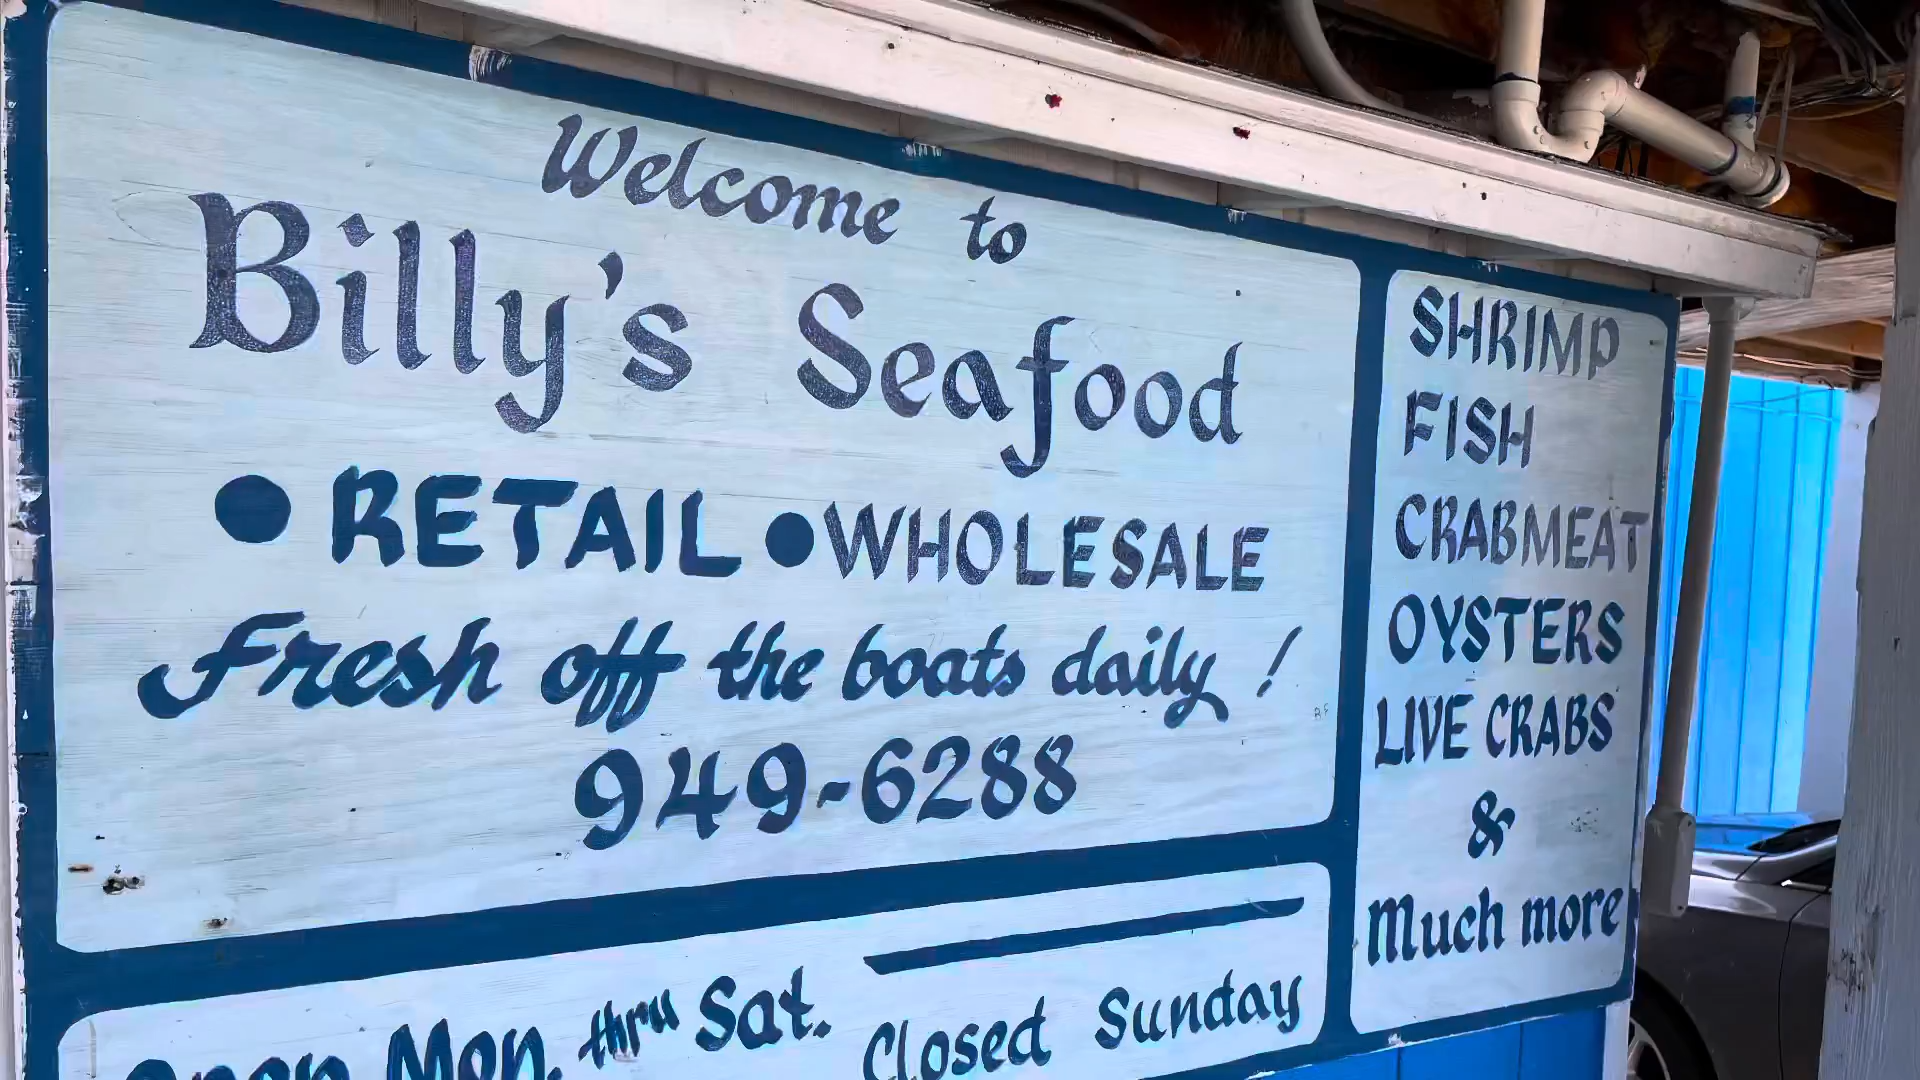 Welcome to
Billy's Seafood
• RETAIL • WHOLESALE
Fresh off the boats daily!
949-6288
Open Mon. thru Sat.
Closed Sunday
SHRIMP
FISH
CRABMEAT
OYSTERS
LIVE CRABS
&
Much more